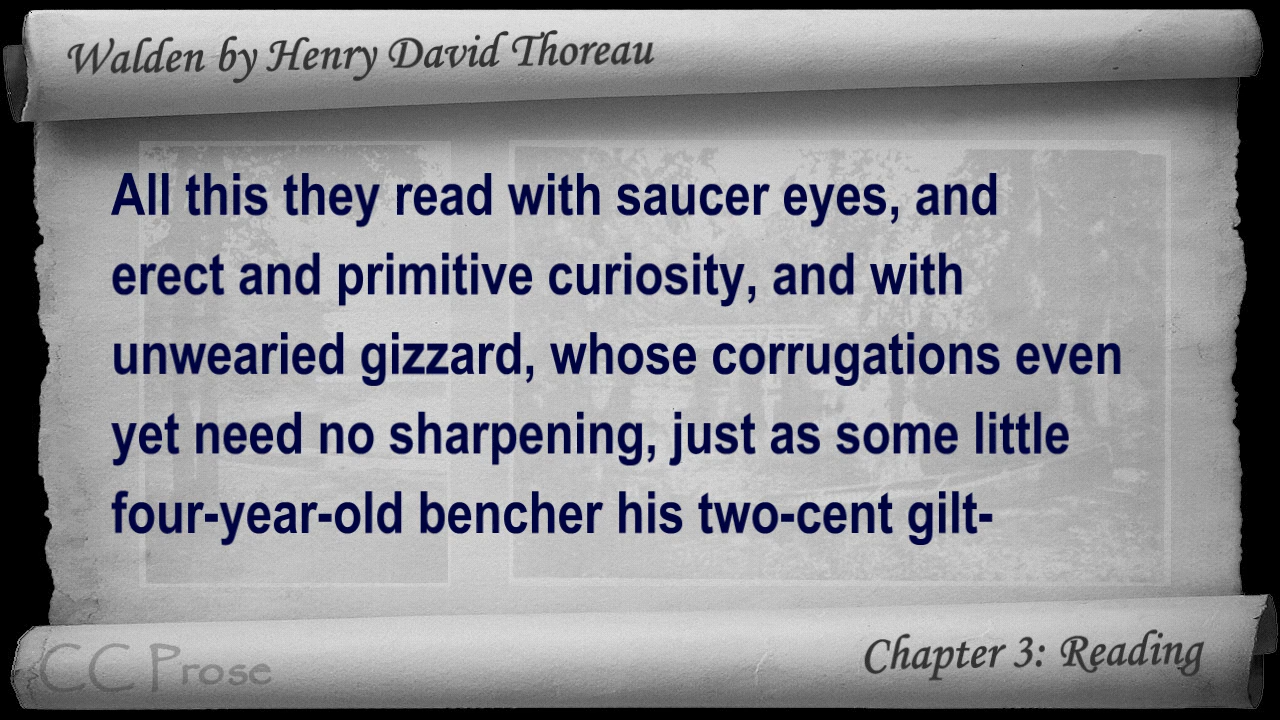 Walden by Henry David Thoreau
All this they read with saucer eyes, and
erect and primitive curiosity, and with
unwearied gizzard, whose corrugations even
yet need no sharpening, just as some little
four-year-old bencher his two-cent gilt-
CC Prose
Chapter 3: Reading